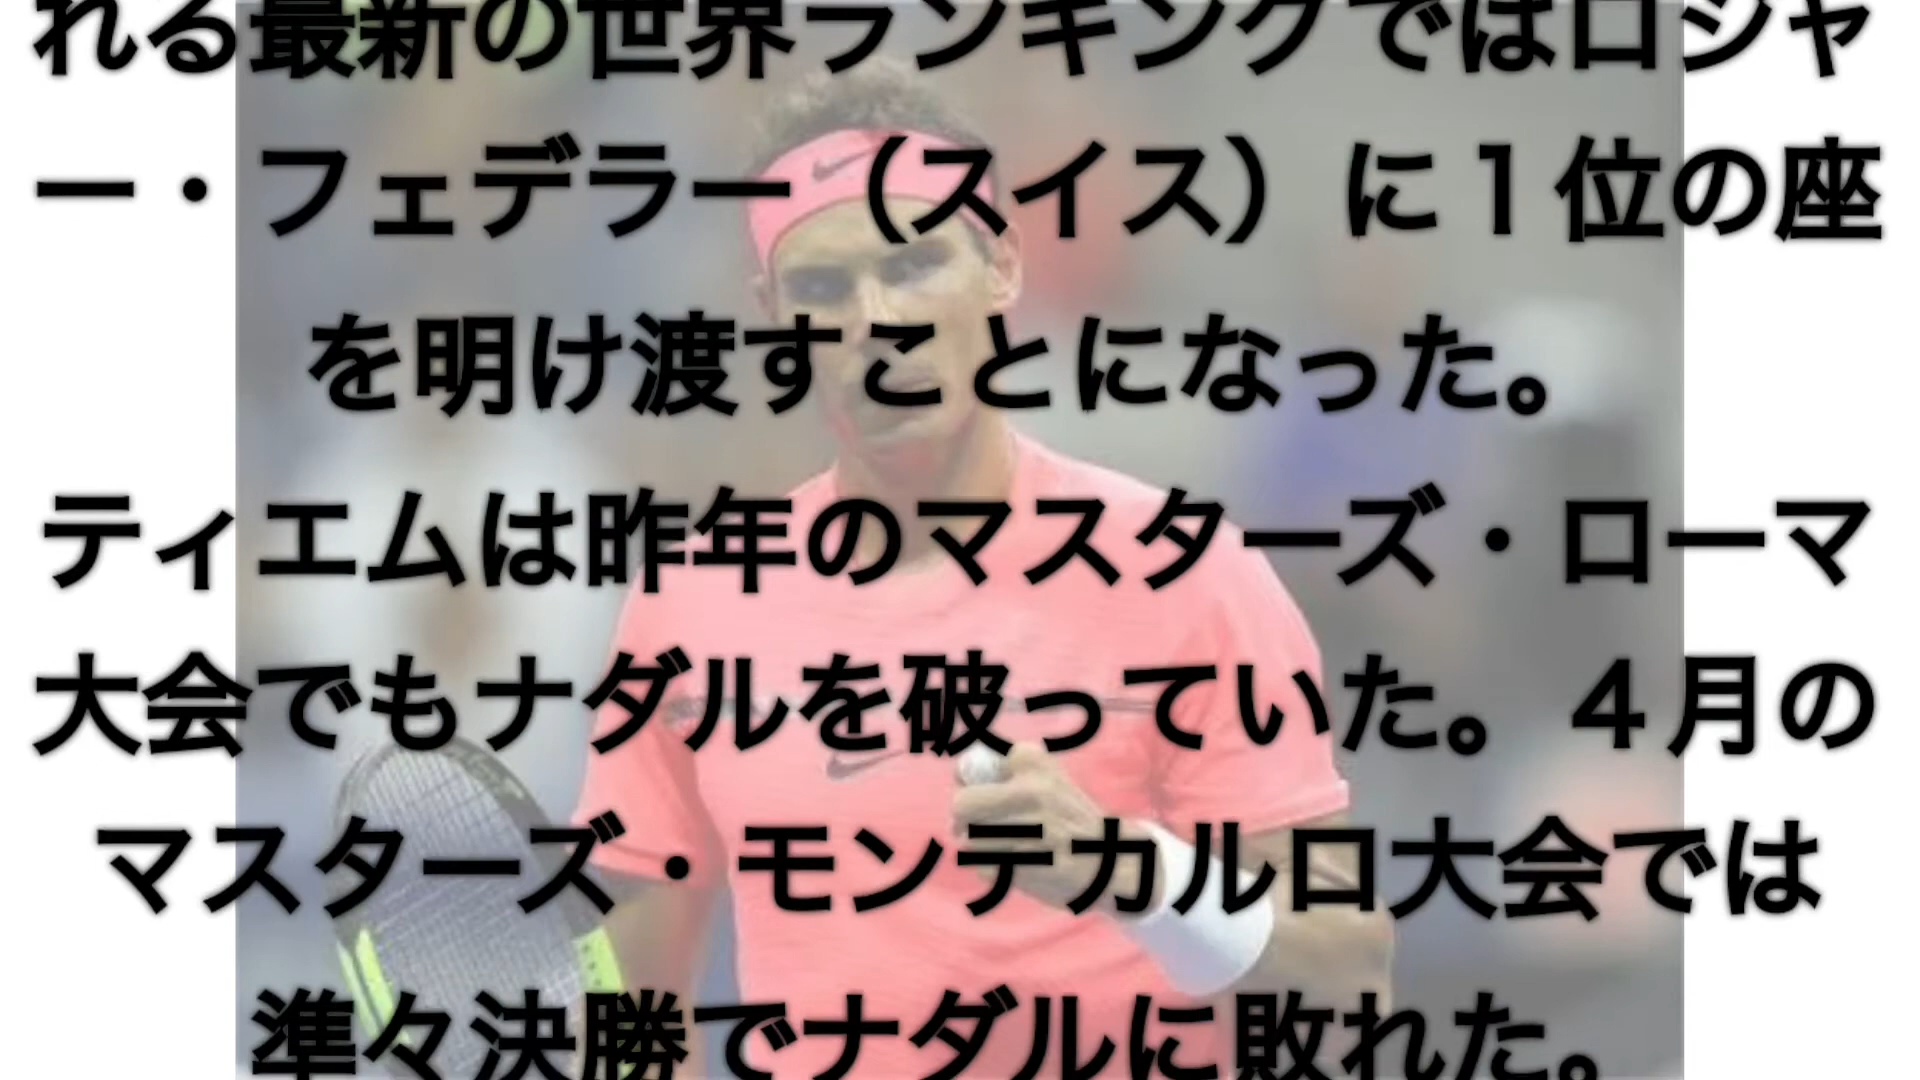 れる最新の世界ランキングではロジャ
ー・フェデラー（スイス）に１位の座
を明け渡すことになった。
ティエムは昨年のマスターズ・ローマ
大会でもナダルを破っていた。４月の
マスターズ・モンテカルロ大会では
準々決勝でナダルに敗れた。